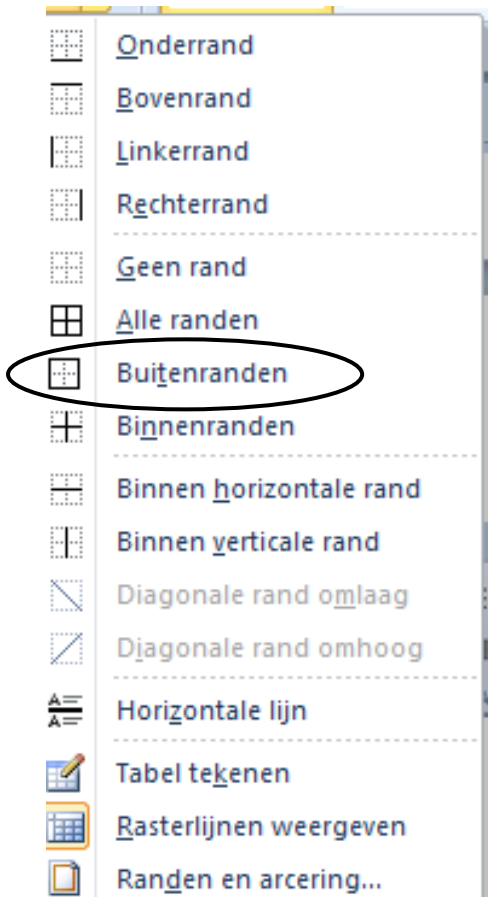 Onderrand
Bovenrand
Linkerrand
Rechterrand
Geen rand
Alle randen
Buitenranden
Binnenranden
Binnen horizontale rand
Binnen verticale rand
Diagonale rand omlaag
Diagonale rand omhoog
Horizontale lijn
Tabel tekenen
Rasterlijnen weergeven
Randen en arcering...